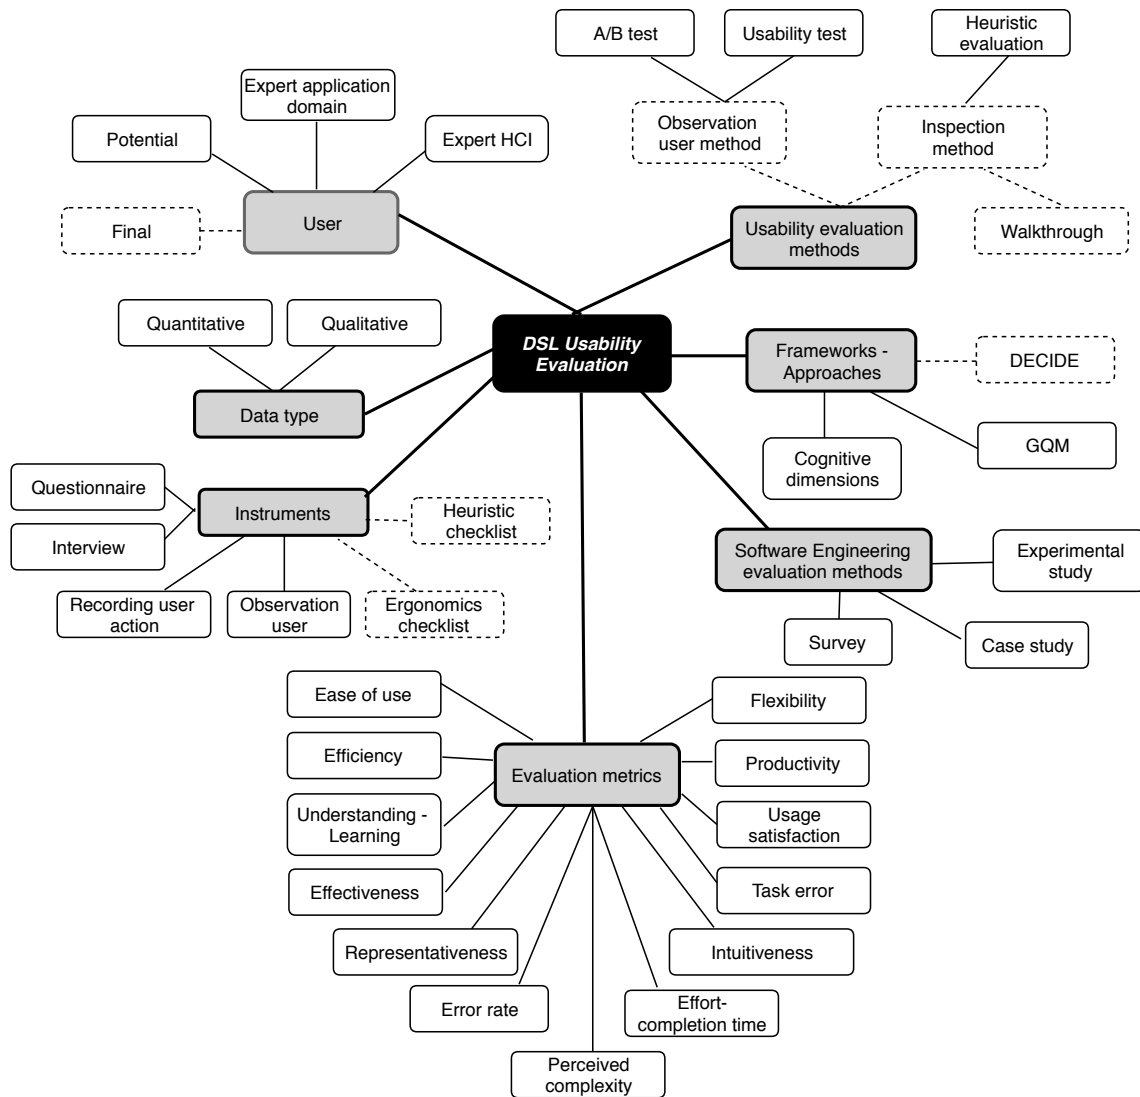 A/B test
Usability test
Heuristic
evaluation
Expert application
domain
Potential
Expert HCI
Observation
user method
Inspection
method
Final
User
Usability evaluation
methods
Walkthrough
Quantitative
Qualitative
DSL Usability
Evaluation
Frameworks -
Approaches
DECIDE
Data type
Cognitive
dimensions
GQM
Questionnaire
Instruments
Heuristic
checklist
Interview
Software Engineering
evaluation methods
Experimental
study
Recording user
action
Observation
user
Ergonomics
checklist
Survey
Case study
Ease of use
Flexibility
Efficiency
Evaluation metrics
Productivity
Understanding -
Learning
Usage
satisfaction
Effectiveness
Task error
Representativeness
Intuitiveness
Error rate
Effort-
completion time
Perceived
complexity